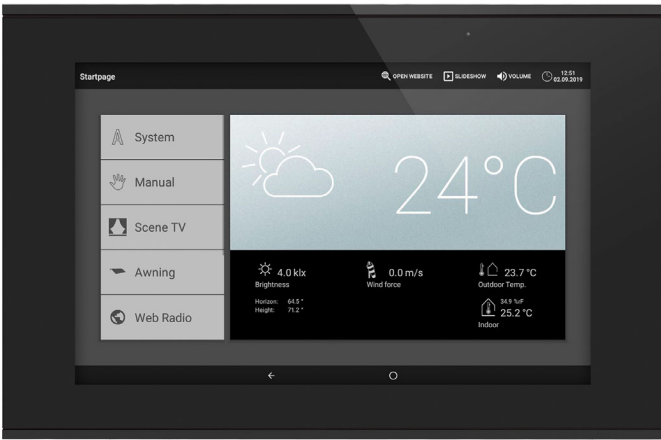 Startpage
OPEN WEBSITE
SLIDESHOW
VOLUME
12:51
02.09.2019
System
Manual
Scene TV
Awning
Web Radio
24°C
4.0 klx
Brightness
Horizon: 64.5 °
Height: 71.2 °
0.0 m/s
Wind force
23.7 °C
Outdoor Temp.
34.9 %rF
25.2 °C
Indoor